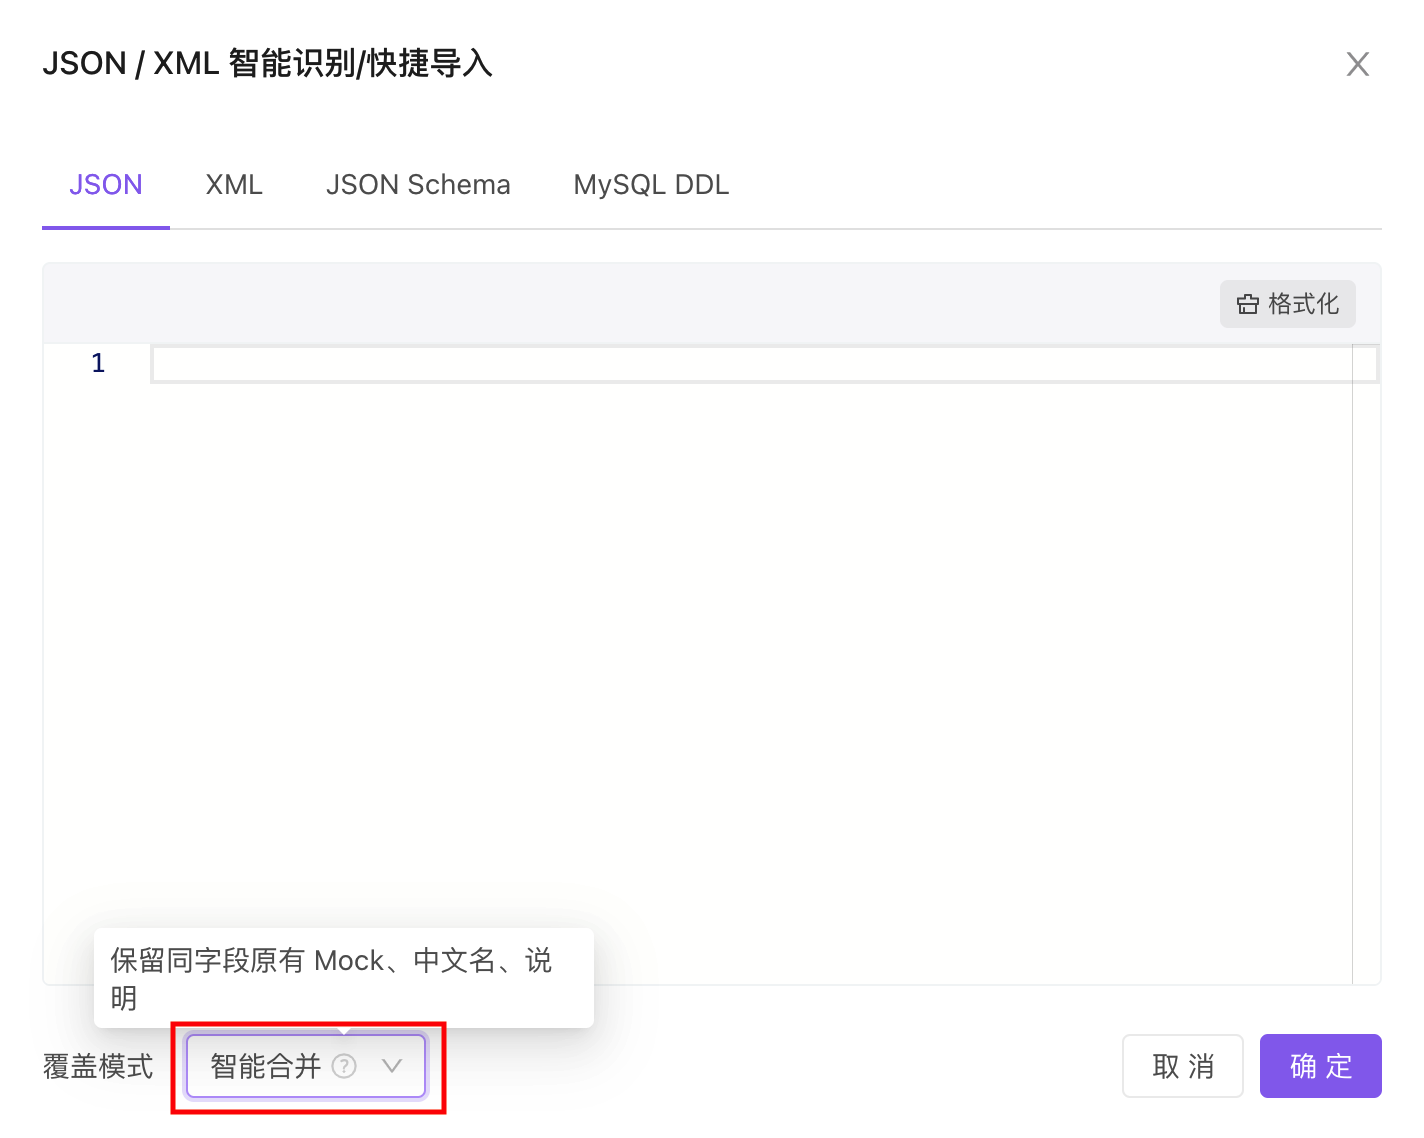 JSON / XML 智能识别/快捷导入
JSON XML JSON Schema MySQL DDL
格式化
1
保留同字段原有 Mock、中文名、说
明
覆盖模式 智能合并 ? 取 消 确 定